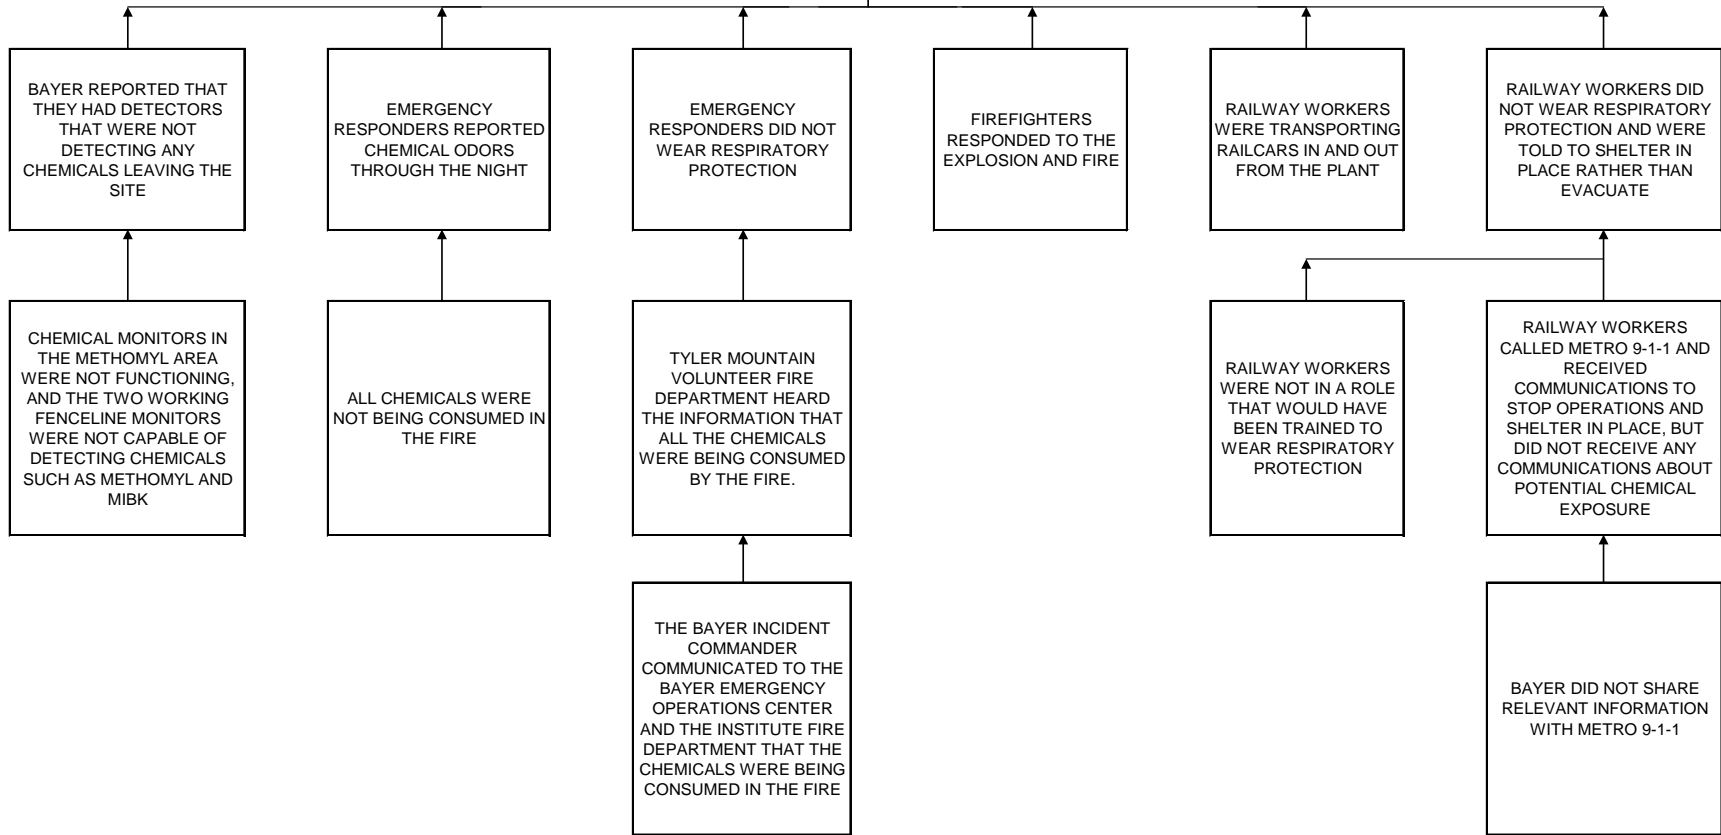 BAYER REPORTED THAT
THEY HAD DETECTORS
THAT WERE NOT
DETECTING ANY
CHEMICALS LEAVING THE
SITE
EMERGENCY
RESPONDERS REPORTED
CHEMICAL ODORS
THROUGH THE NIGHT
EMERGENCY
RESPONDERS DID NOT
WEAR RESPIRATORY
PROTECTION
FIREFIGHTERS
RESPONDED TO THE
EXPLOSION AND FIRE
RAILWAY WORKERS
WERE TRANSPORTING
RAILCARS IN AND OUT
FROM THE PLANT
RAILWAY WORKERS DID
NOT WEAR RESPIRATORY
PROTECTION AND WERE
TOLD TO SHELTER IN
PLACE RATHER THAN
EVACUATE
CHEMICAL MONITORS IN
THE METHOMYL AREA
WERE NOT FUNCTIONING,
AND THE TWO WORKING
FENCELINE MONITORS
WERE NOT CAPABLE OF
DETECTING CHEMICALS
SUCH AS METHOMYL AND
MIBK
ALL CHEMICALS WERE
NOT BEING CONSUMED IN
THE FIRE
TYLER MOUNTAIN
VOLUNTEER FIRE
DEPARTMENT HEARD
THE INFORMATION THAT
ALL THE CHEMICALS
WERE BEING CONSUMED
BY THE FIRE.
RAILWAY WORKERS
WERE NOT IN A ROLE
THAT WOULD HAVE
BEEN TRAINED TO
WEAR RESPIRATORY
PROTECTION
RAILWAY WORKERS
CALLED METRO 9-1-1 AND
RECEIVED
COMMUNICATIONS TO
STOP OPERATIONS AND
SHELTER IN PLACE, BUT
DID NOT RECEIVE ANY
COMMUNICATIONS ABOUT
POTENTIAL CHEMICAL
EXPOSURE
THE BAYER INCIDENT
COMMANDER
COMMUNICATED TO THE
BAYER EMERGENCY
OPERATIONS CENTER
AND THE INSTITUTE FIRE
DEPARTMENT THAT THE
CHEMICALS WERE BEING
CONSUMED IN THE FIRE
BAYER DID NOT SHARE
RELEVANT INFORMATION
WITH METRO 9-1-1